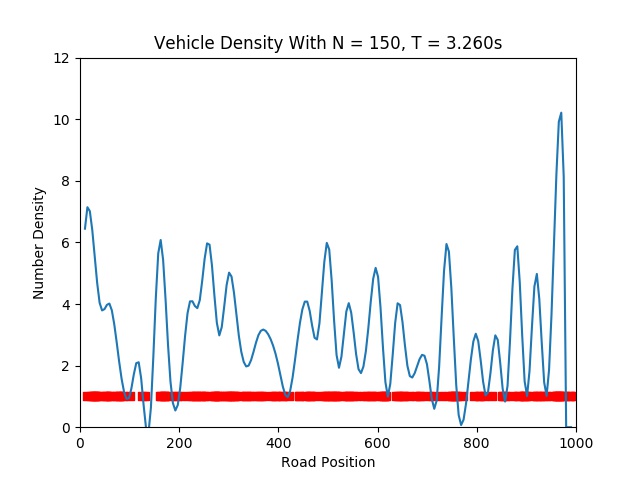 Vehicle Density With N = 150, T = 3.260s
12
10
8
6
4
2
0
Number Density
0 200 400 600 800 1000
Road Position